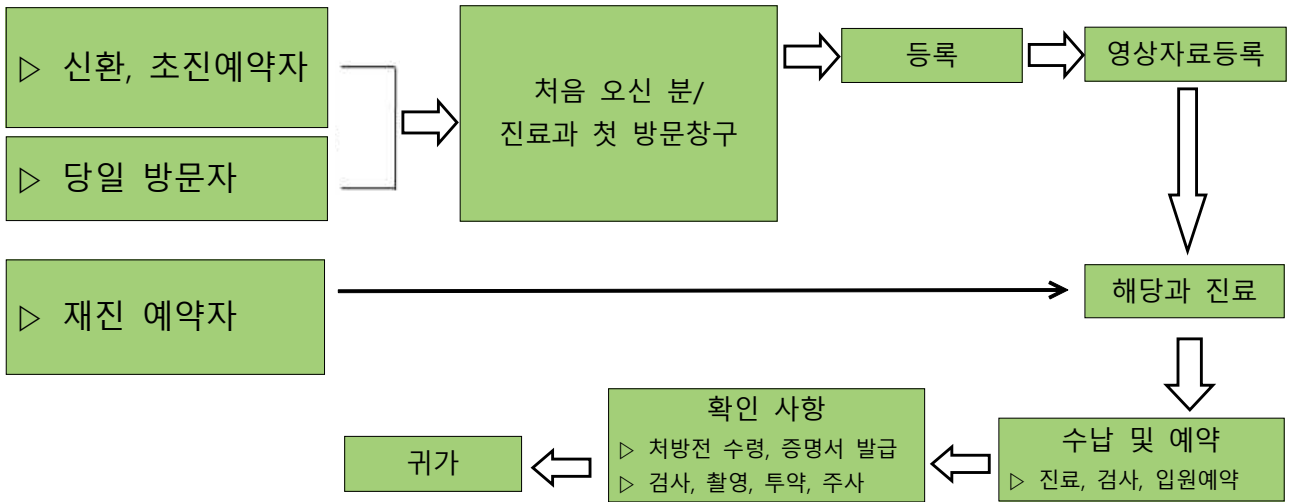 ▷ 신환, 초진예약자
▷ 당일 방문자
처음 오신 분/
진료과 첫 방문창구
등록
영상자료등록
▷ 재진 예약자
해당과 진료
수납 및 예약
▷ 진료, 검사, 입원예약
확인 사항
▷ 처방전 수령, 증명서 발급
▷ 검사, 촬영, 투약, 주사
귀가